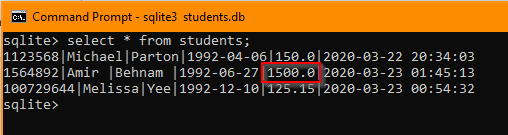 Command Prompt - sqlite3 students.db
sqlite> select * from students;
1123568|Michael|Parton|1992-04-06|150.0|2020-03-22 20:34:03
1564892|Amir |Behnam |1992-06-27|1500.0|2020-03-23 01:45:13
100729644|Melissa|Yee|1992-12-10|125.15|2020-03-23 00:54:32
sqlite>